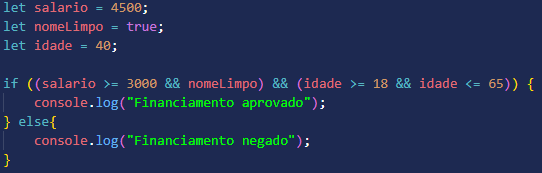 let salario = 4500;
let nomeLimpo = true;
let idade = 40;

if ((salario >= 3000 && nomeLimpo) && (idade >= 18 && idade <= 65)) {
    console.log("Financiamento aprovado");
} else{
    console.log("Financiamento negado");
}